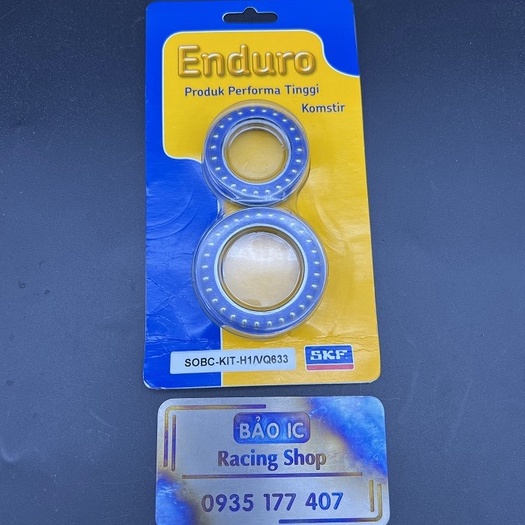 Enduro
Produk Performa Tinggi
Komstir
SOBC-KIT-H1/VQ633
SKF
BẢO IC
Racing Shop
0935 177 407